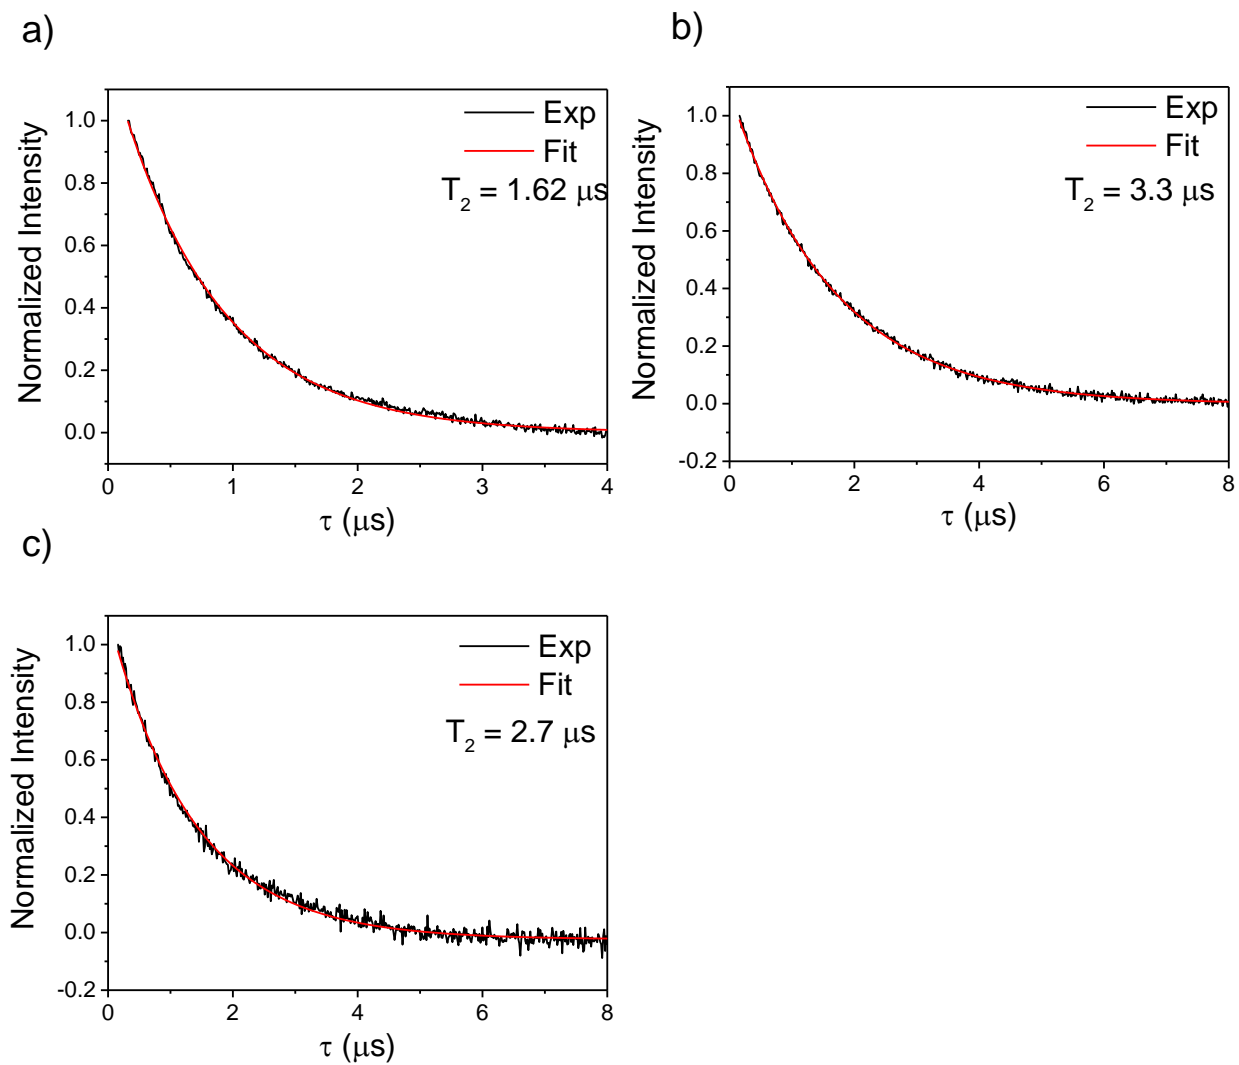 a)
Normalized Intensity
1.0
0.8
0.6
0.4
0.2
0.0
0
1
2
3
4
τ (μs)
Exp
Fit
T2 = 1.62 μs
b)
Normalized Intensity
1.0
0.8
0.6
0.4
0.2
0.0
-0.2
0
2
4
6
8
τ (μs)
Exp
Fit
T2 = 3.3 μs
c)
Normalized Intensity
1.0
0.8
0.6
0.4
0.2
0.0
-0.2
0
2
4
6
8
τ (μs)
Exp
Fit
T2 = 2.7 μs